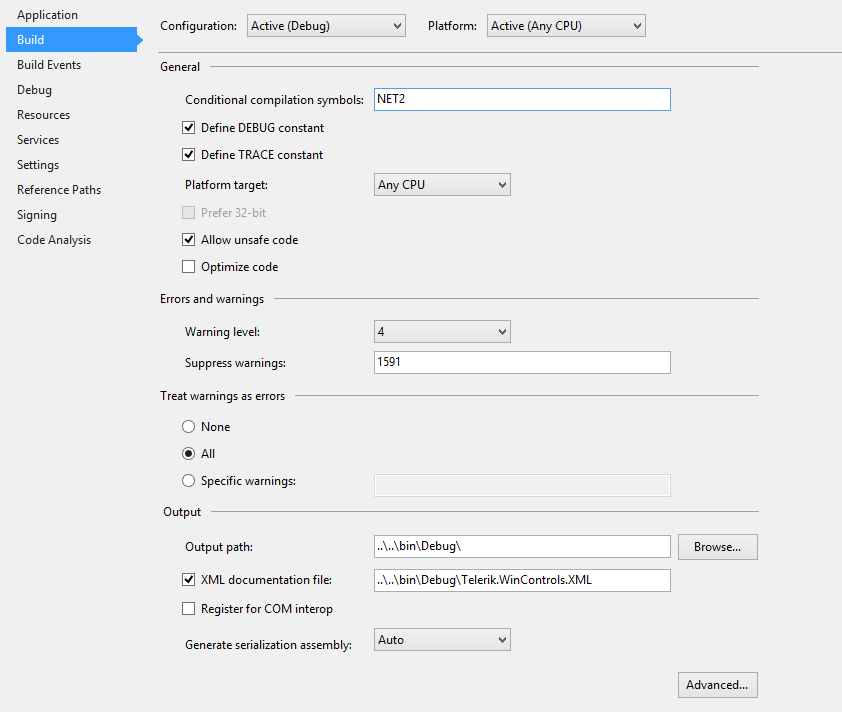 Application
Build
Build Events
Debug
Resources
Services
Settings
Reference Paths
Signing
Code Analysis
Configuration: Active (Debug) Platform: Active (Any CPU)
General
Conditional compilation symbols: NET2
Define DEBUG constant
Define TRACE constant
Platform target: Any CPU
Prefer 32-bit
Allow unsafe code
Optimize code
Errors and warnings
Warning level: 4
Suppress warnings: 1591
Treat warnings as errors
None
All
Specific warnings:
Output
Output path: ..\..\bin\Debug\ Browse...
XML documentation file: ..\..\bin\Debug\Telerik.WinControls.XML
Register for COM interop
Generate serialization assembly: Auto
Advanced...